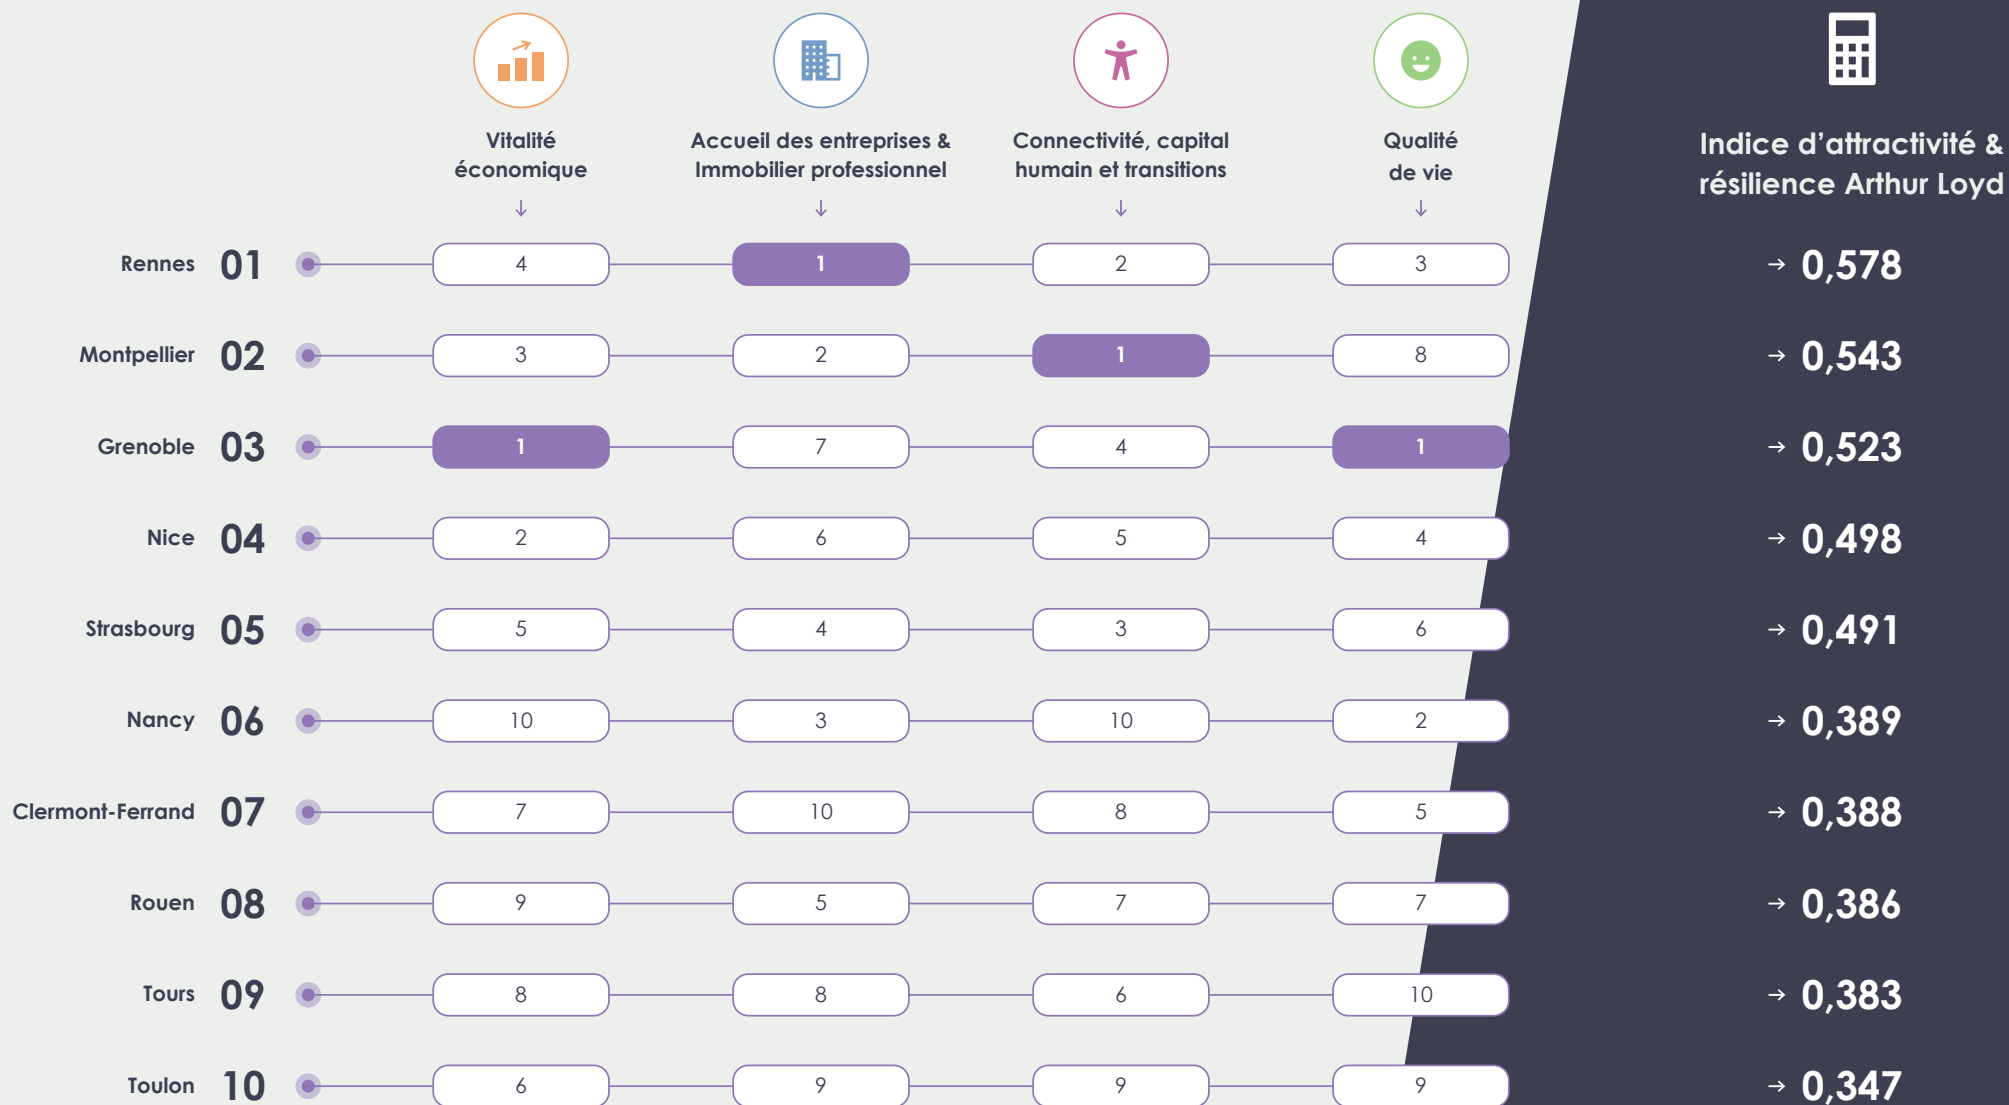 Vitalité
économique
Accueil des entreprises &
Immobilier professionnel
Connectivité, capital
humain et transitions
Qualité
de vie
Indice d'attractivité &
résilience Arthur Loyd
Rennes 01 4 1 2 3 → 0,578
Montpellier 02 3 2 1 8 → 0,543
Grenoble 03 1 7 4 1 → 0,523
Nice 04 2 6 5 4 → 0,498
Strasbourg 05 5 4 3 6 → 0,491
Nancy 06 10 3 10 2 → 0,389
Clermont-Ferrand 07 7 10 8 5 → 0,388
Rouen 08 9 5 7 7 → 0,386
Tours 09 8 8 6 10 → 0,383
Toulon 10 6 9 9 9 → 0,347